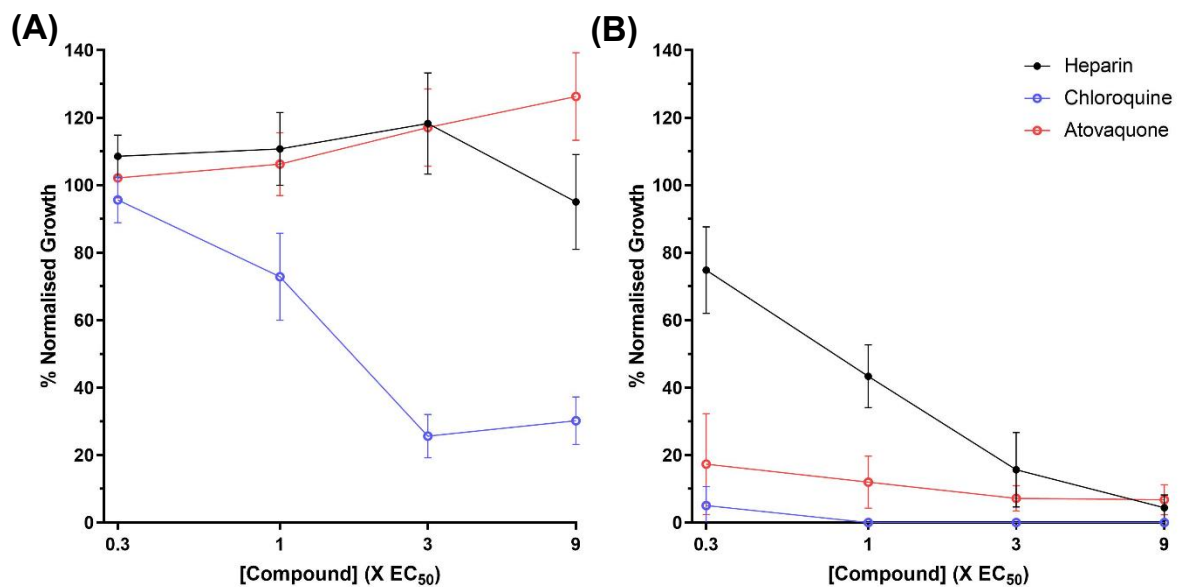 (A)
140
120
100
80
60
40
20
0
% Normalised Growth
0.3 1 3 9
[Compound] (X EC50)
(B)
140
120
100
80
60
40
20
0
% Normalised Growth
0.3 1 3 9
[Compound] (X EC50)
Heparin
Chloroquine
Atovaquone